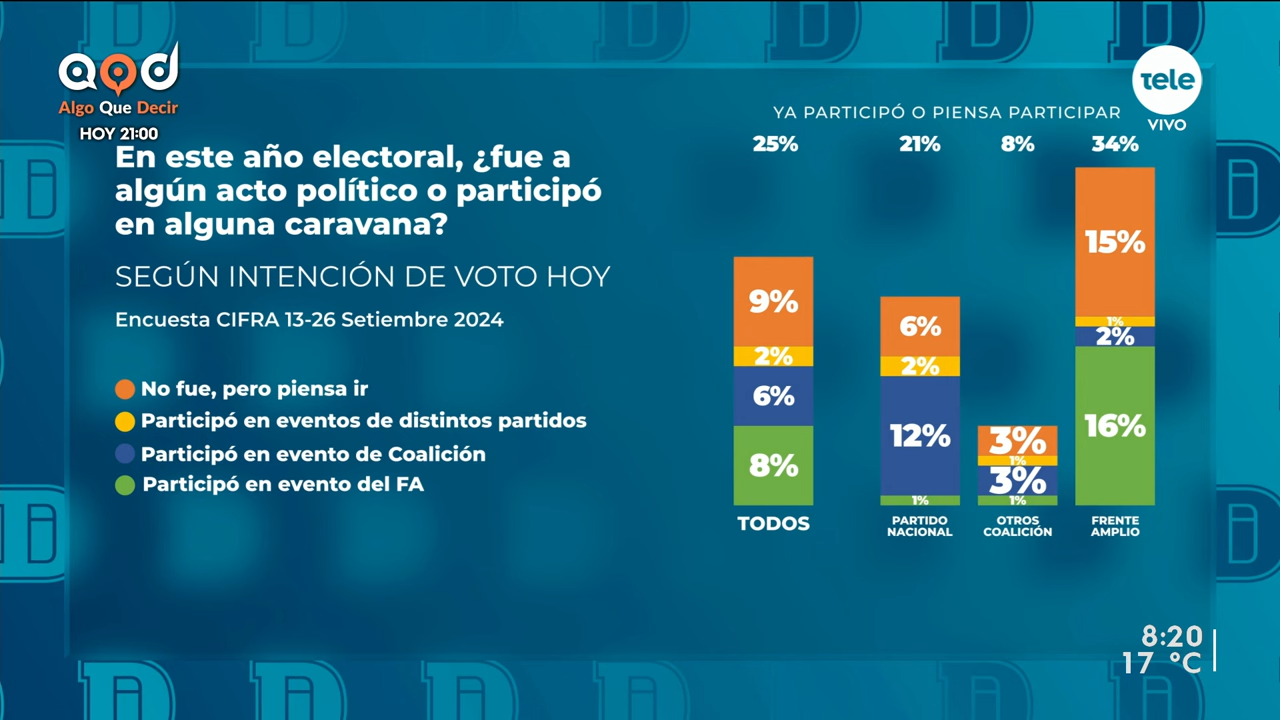 aqd
Algo Que Decir
HOY 21:00
tele
VIVO
En este año electoral, ¿fue a
algún acto político o participó
en alguna caravana?
SEGÚN INTENCIÓN DE VOTO HOY
Encuesta CIFRA 13-26 Setiembre 2024
No fue, pero piensa ir
Participó en eventos de distintos partidos
Participó en evento de Coalición
Participó en evento del FA
YA PARTICIPÓ O PIENSA PARTICIPAR
25% 21% 8% 34%
9%
2%
6%
8%
TODOS
6%
2%
12%
1%
PARTIDO
NACIONAL
3%
1%
3%
1%
OTROS
COALICIÓN
15%
1%
2%
16%
FRENTE
AMPLIO
8:20
17 °C